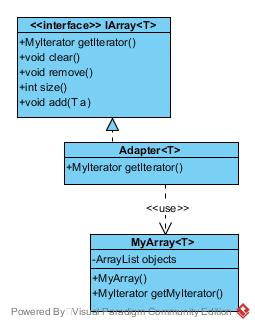 <<interface>> IArray<T>
+MyIterator getIterator()
+void clear()
+void remove()
+int size()
+void add(T a)
Adapter<T>
+MyIterator getIterator()
<<use>>
MyArray<T>
-ArrayList objects
+MyArray()
+MyIterator getMyIterator()
Powered By Visual Paradigm Community Edition